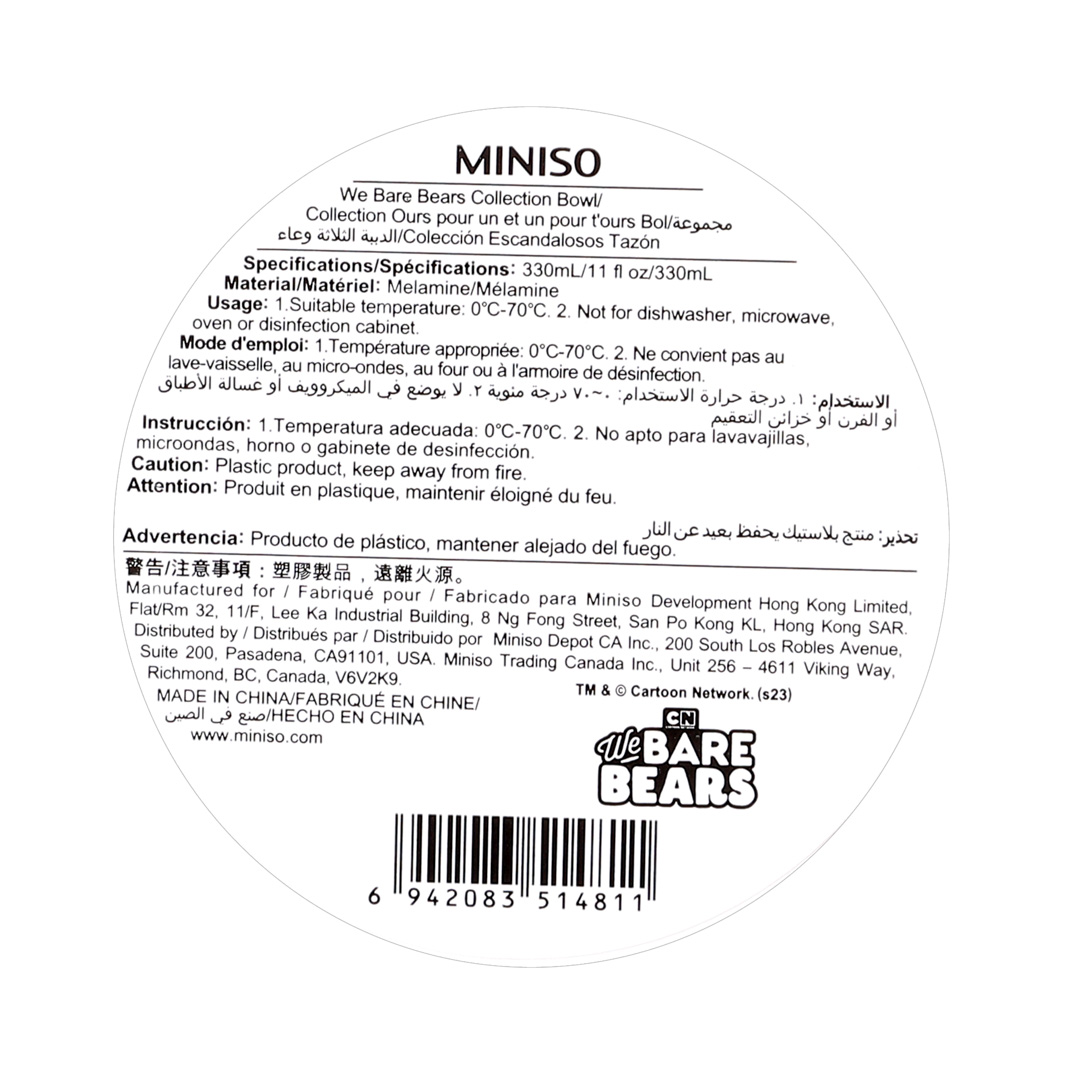 MINISO
We Bare Bears Collection Bowl/
Collection Ours pour un et un pour t'ours Bol/مجموعة
الدببة الثلاثة وعاء/Colección Escandalosos Tazón
Specifications/Spécifications: 330mL/11 fl oz/330mL
Material/Matériel: Melamine/Mélamine
Usage: 1.Suitable temperature: 0°C-70°C. 2. Not for dishwasher, microwave,
oven or disinfection cabinet.
Mode d'emploi: 1.Température appropriée: 0°C-70°C. 2. Ne convient pas au
lave-vaisselle, au micro-ondes, au four ou à l'armoire de désinfection.
الاستخدام: ١. درجة حرارة الاستخدام: ٠~٧٠ درجة مئوية ٢. لا يوضع في الميكروويف أو غسالة الأطباق
أو الفرن أو خزائن التعقيم
Instrucción: 1.Temperatura adecuada: 0°C-70°C. 2. No apto para lavavajillas,
microondas, horno o gabinete de desinfección.
Caution: Plastic product, keep away from fire.
Attention: Produit en plastique, maintenir éloigné du feu.
تحذير: منتج بلاستيك يحفظ بعيد عن النار
Advertencia: Producto de plástico, mantener alejado del fuego.
警告/注意事項：塑膠製品，遠離火源。
Manufactured for / Fabriqué pour / Fabricado para Miniso Development Hong Kong Limited,
Flat/Rm 32, 11/F, Lee Ka Industrial Building, 8 Ng Fong Street, San Po Kong KL, Hong Kong SAR.
Distributed by / Distribués par / Distribuido por Miniso Depot CA Inc., 200 South Los Robles Avenue,
Suite 200, Pasadena, CA91101, USA. Miniso Trading Canada Inc., Unit 256 – 4611 Viking Way,
Richmond, BC, Canada, V6V2K9.
MADE IN CHINA/FABRIQUÉ EN CHINE/
صنع في الصين/HECHO EN CHINA
www.miniso.com
TM & © Cartoon Network. (s23)
CN
We BARE
BEARS
6 942083 514811